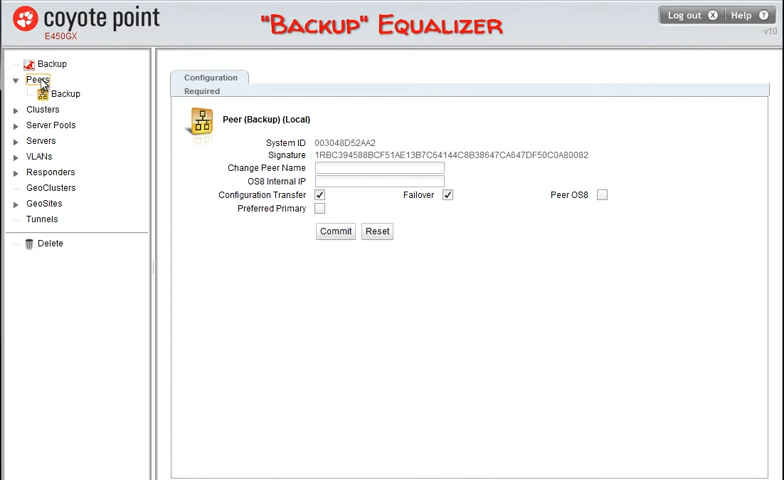 coyote point
E450GX
"BACKUP" EQUALIZER
Log out
Help ?
v10
Backup
Peers
Backup
Clusters
Server Pools
Servers
VLANs
Responders
GeoClusters
GeoSites
Tunnels
Delete
Configuration
Required
Peer (Backup) (Local)
System ID 003048D52AA2
Signature 1RBC394588BCF51AE13B7C64144C8B38647CA647DF50C0A80082
Change Peer Name
OS8 Internal IP
Configuration Transfer Failover Peer OS8
Preferred Primary
Commit Reset